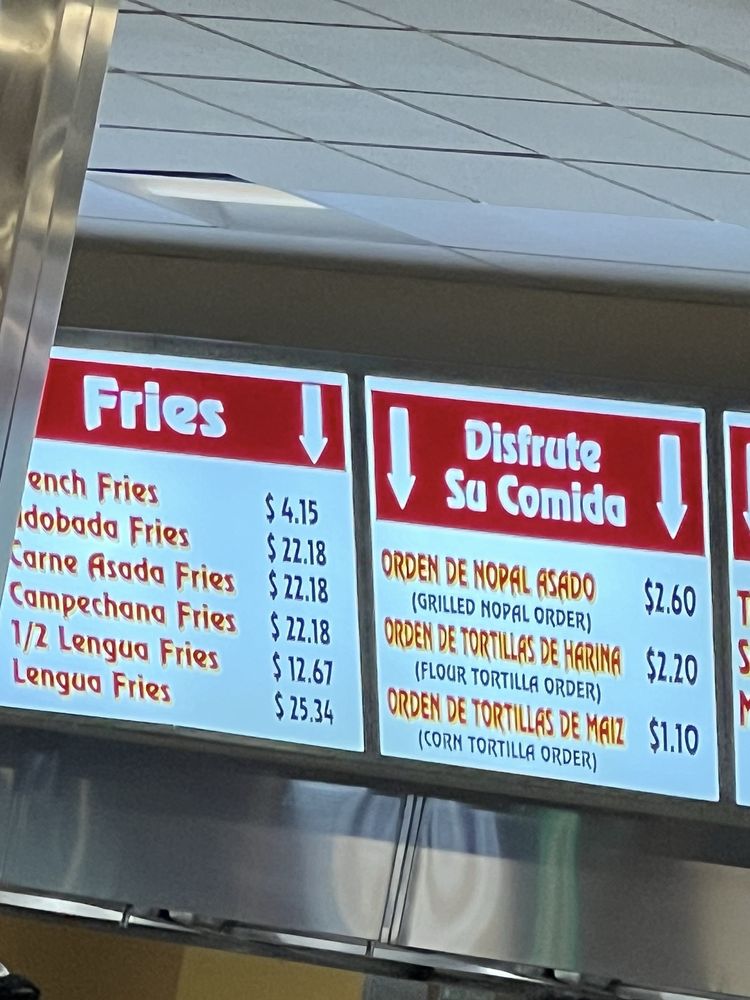 Fries
ench Fries $ 4.15
dobada Fries $ 22.18
Carne Asada Fries $ 22.18
Campechana Fries $ 22.18
1/2 Lengua Fries $ 12.67
Lengua Fries $ 25.34
Disfrute
Su Comida
ORDEN DE NOPAL ASADO $2.60
(GRILLED NOPAL ORDER)
ORDEN DE TORTILLAS DE HARINA $2.20
(FLOUR TORTILLA ORDER)
ORDEN DE TORTILLAS DE MAIZ $1.10
(CORN TORTILLA ORDER)